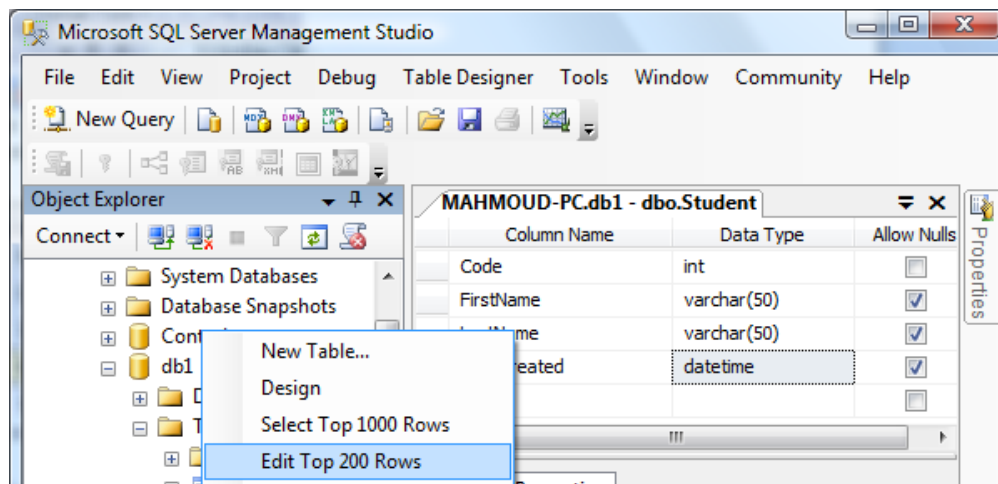 Microsoft SQL Server Management Studio
File Edit View Project Debug Table Designer Tools Window Community Help
New Query
Object Explorer
MAHMOUD-PC.db1 - dbo.Student
Connect
Column Name Data Type Allow Nulls
Properties
System Databases
Code int
Database Snapshots
FirstName varchar(50)
Cont
varchar(50)
db1
datetime
New Table...
Design
Select Top 1000 Rows
Edit Top 200 Rows